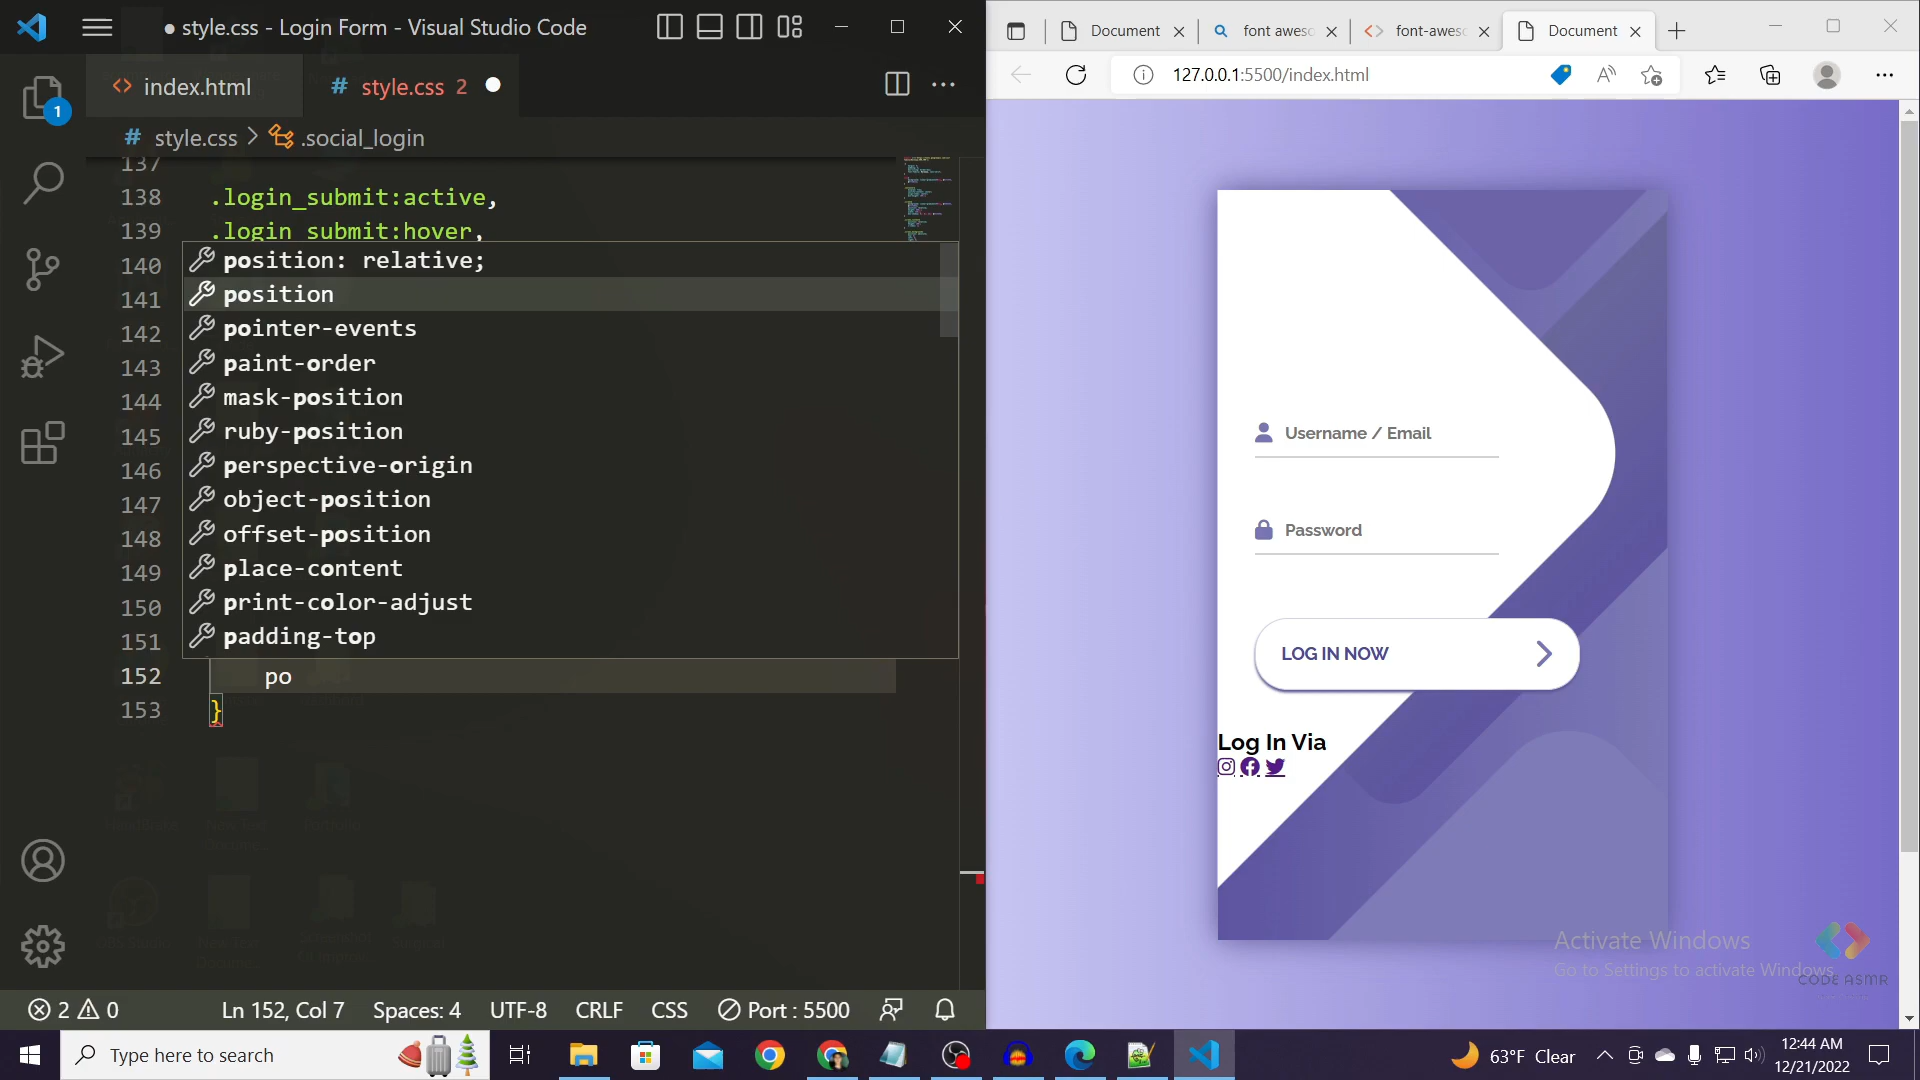 ● style.css - Login Form - Visual Studio Code
index.html
# style.css 2
# style.css > .social_login
137
138 .login_submit:active,
139 .login_submit:hover,
140
141
142
143
144
145
146
147
148
149
150
151
position: relative;
position
pointer-events
paint-order
mask-position
ruby-position
perspective-origin
object-position
offset-position
place-content
print-color-adjust
padding-top
152 po
153 }
1
2 0
Ln 152, Col 7
Spaces: 4
UTF-8
CRLF
CSS
Port : 5500
Document
font awesc
font-awesc
Document
127.0.0.1:5500/index.html
Username / Email
Password
LOG IN NOW
Log In Via
Activate Windows
Go to Settings to activate Windows.
CODE ASMR
Type here to search
63°F Clear
12:44 AM
12/21/2022